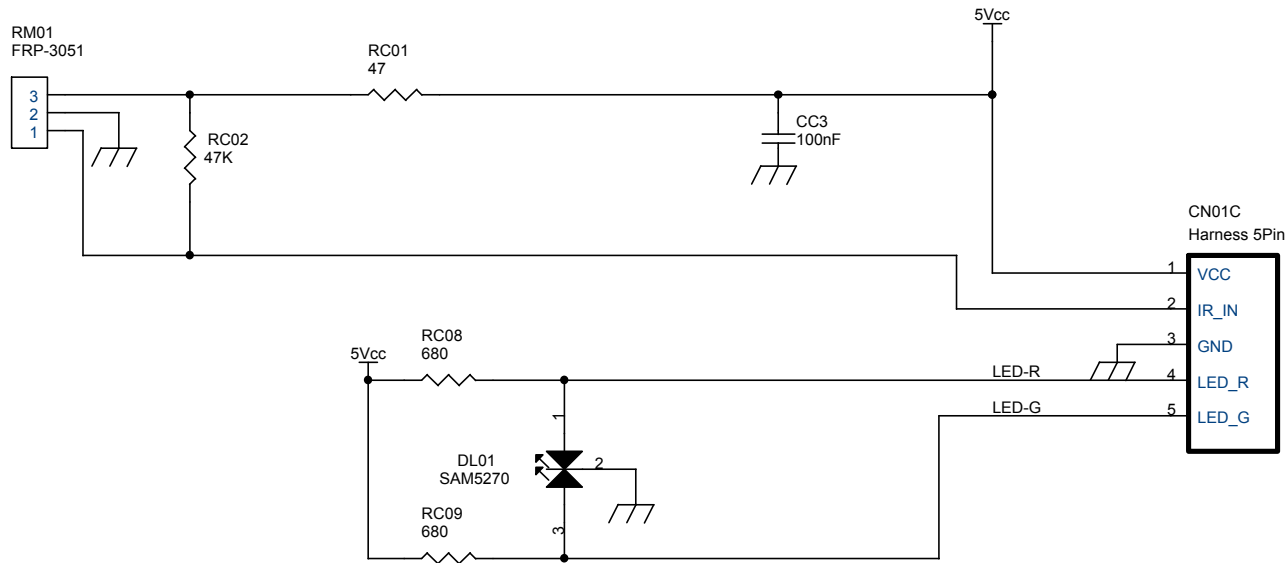 5Vcc
RM01
FRP-3051
RC01
47
3
2
1
RC02
47K
CC3
100nF
CN01C
Harness 5Pin
1 VCC
2 IR_IN
3 GND
4 LED_R
5 LED_G
RC08
680
5Vcc
LED-R
LED-G
1
DL01
SAM5270
2
3
RC09
680